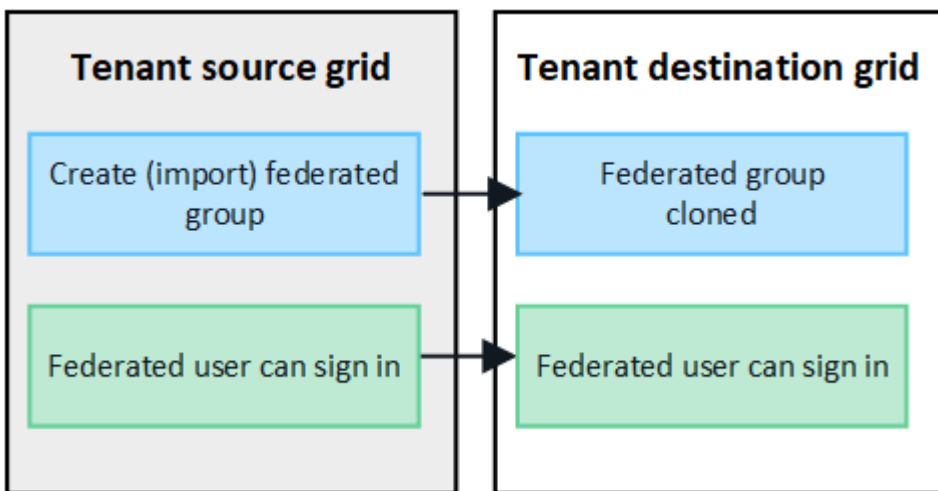 Tenant source grid
Create (import) federated
group
Federated user can sign in
Tenant destination grid
Federated group
cloned
Federated user can sign in